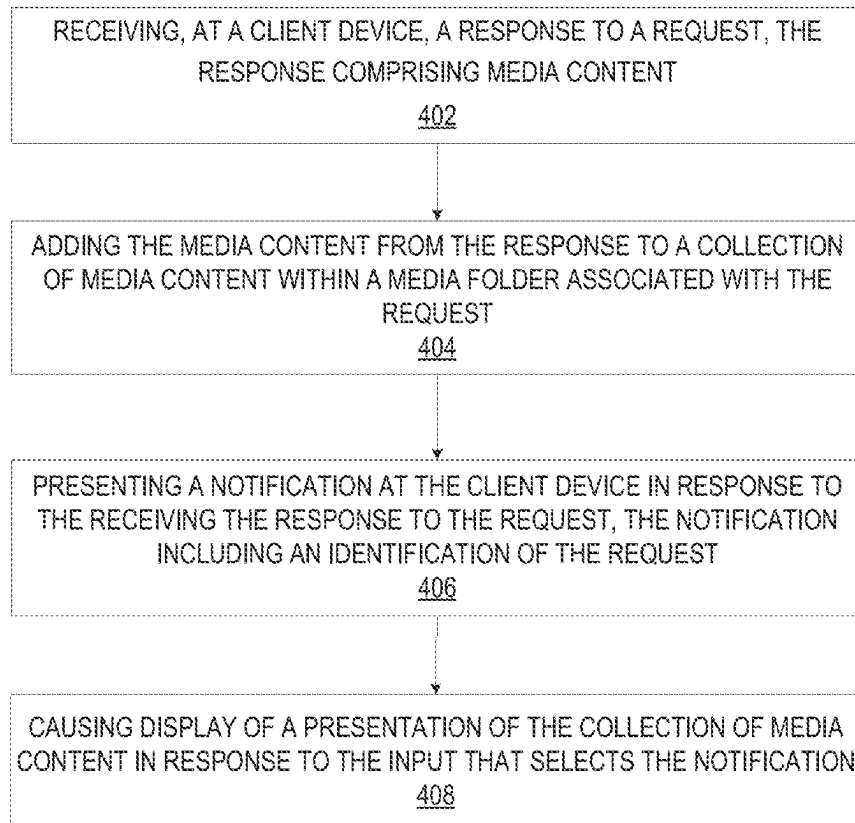 RECEIVING, AT A CLIENT DEVICE, A RESPONSE TO A REQUEST, THE
RESPONSE COMPRISING MEDIA CONTENT
402
ADDING THE MEDIA CONTENT FROM THE RESPONSE TO A COLLECTION
OF MEDIA CONTENT WITHIN A MEDIA FOLDER ASSOCIATED WITH THE
REQUEST
404
PRESENTING A NOTIFICATION AT THE CLIENT DEVICE IN RESPONSE TO
THE RECEIVING THE RESPONSE TO THE REQUEST, THE NOTIFICATION
INCLUDING AN IDENTIFICATION OF THE REQUEST
406
CAUSING DISPLAY OF A PRESENTATION OF THE COLLECTION OF MEDIA
CONTENT IN RESPONSE TO THE INPUT THAT SELECTS THE NOTIFICATION
408